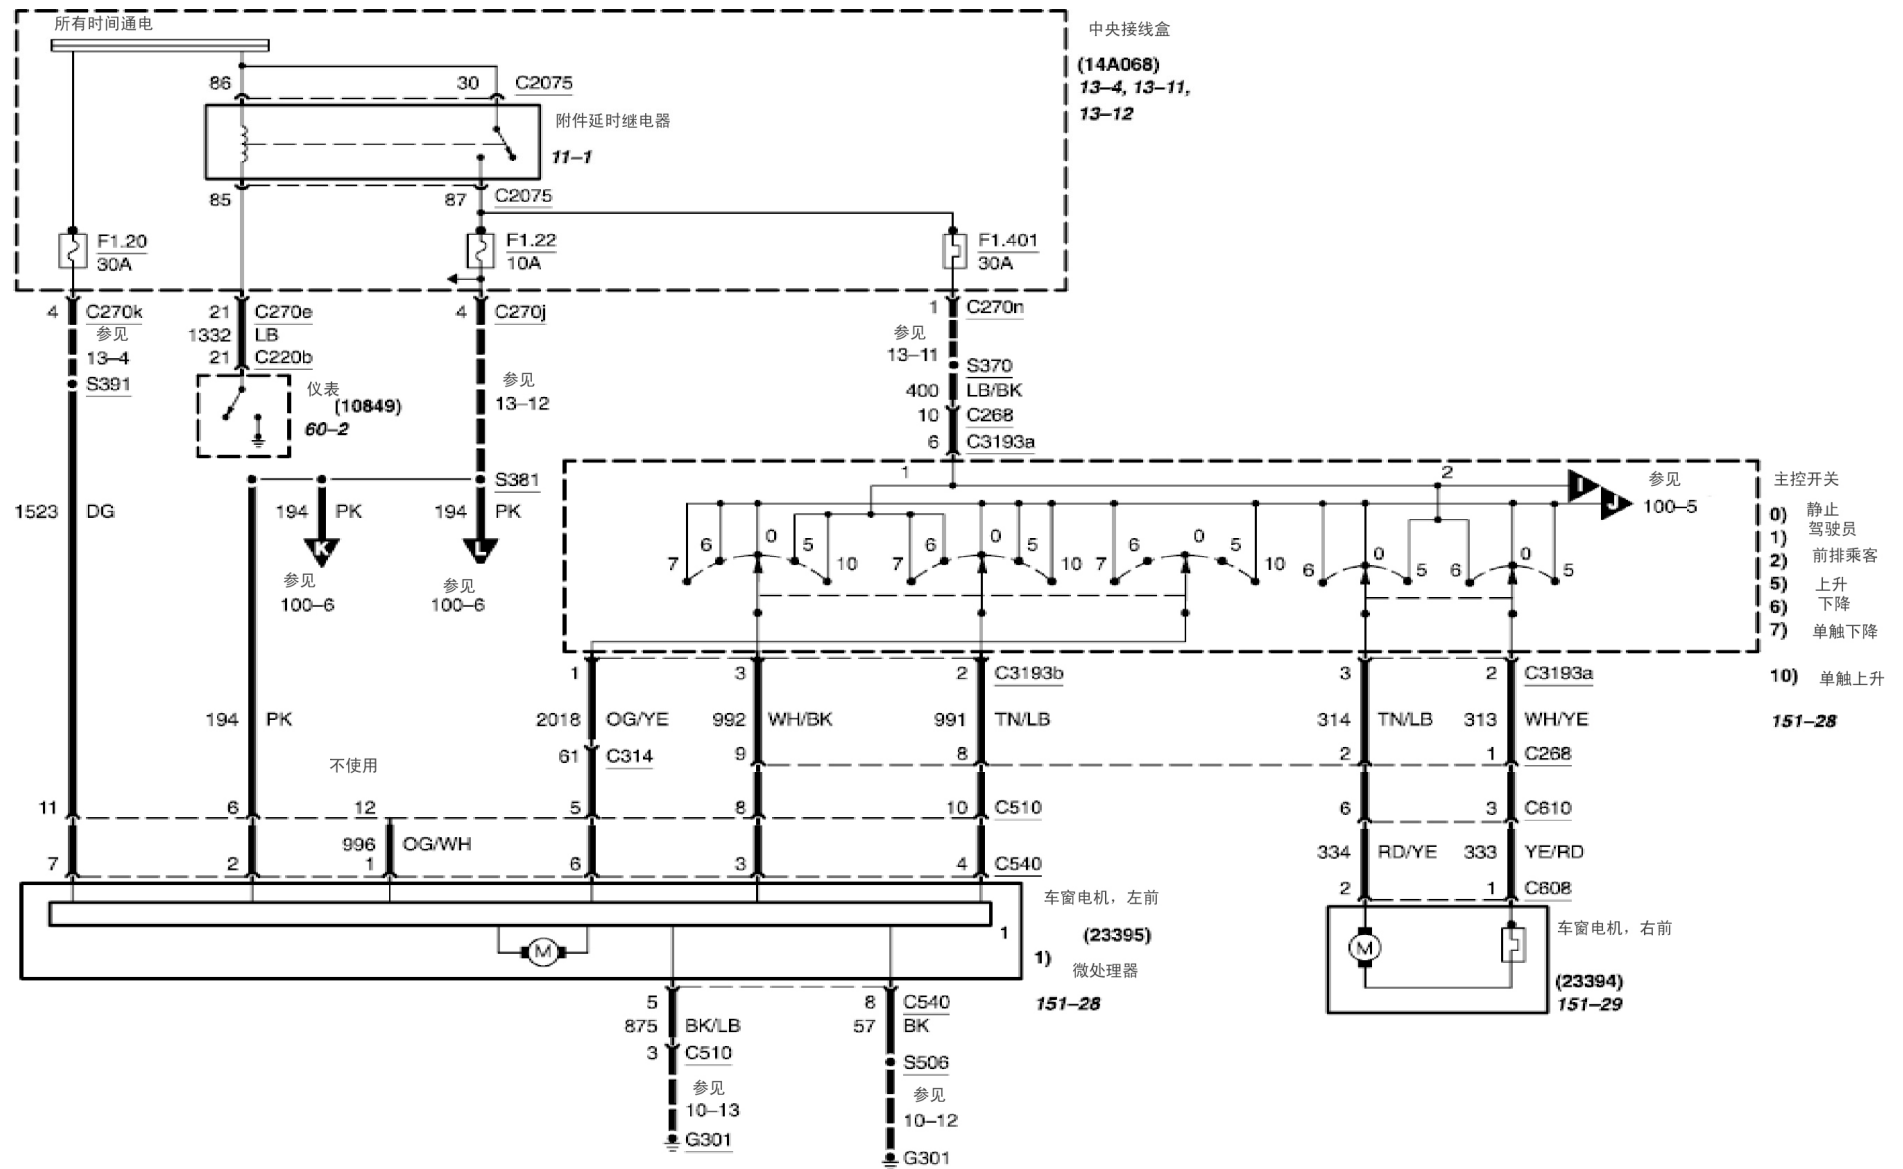 所有时间通电
中央接线盒
(14A068)
13–4, 13–11,
13–12
86
30 C2075
附件延时继电器
11–1
85
87 C2075
F1.20
30A
F1.22
10A
F1.401
30A
4 C270k
21 C270e
4 C270j
1 C270n
参见
13–4
1332 LB
21 C220b
S391
参见
13–11
S370
400 LB/BK
10 C268
6 C3193a
仪表
(10849)
60–2
参见
13–12
S381
1523 DG
194 PK
194 PK
K
L
参见
100–6
参见
100–6
1
2
I
J
参见
100–5
主控开关
0) 静止
驾驶员
1)
2) 前排乘客
5) 上升
6) 下降
7) 单触下降
10) 单触上升
151–28
7 6 0 5 10
7 6 0 5 10
7 6 0 5 10
6 0 5
6 0 5
1 3 2 C3193b
3 2 C3193a
194 PK
2018 OG/YE
992 WH/BK
991 TN/LB
314 TN/LB
313 WH/YE
61 C314
9 8 2 1 C268
不使用
11 6 12 5 8 10 C510
6 3 C610
996 OG/WH
334 RD/YE
333 YE/RD
7 2 1 6 3 4 C540
2 1 C608
车窗电机，左前
(23395)
1
1) 微处理器
151–28
M
车窗电机，右前
(23394)
151–29
M
5 8 C540
875 BK/LB
57 BK
3 C510
S506
参见
10–13
G301
参见
10–12
G301